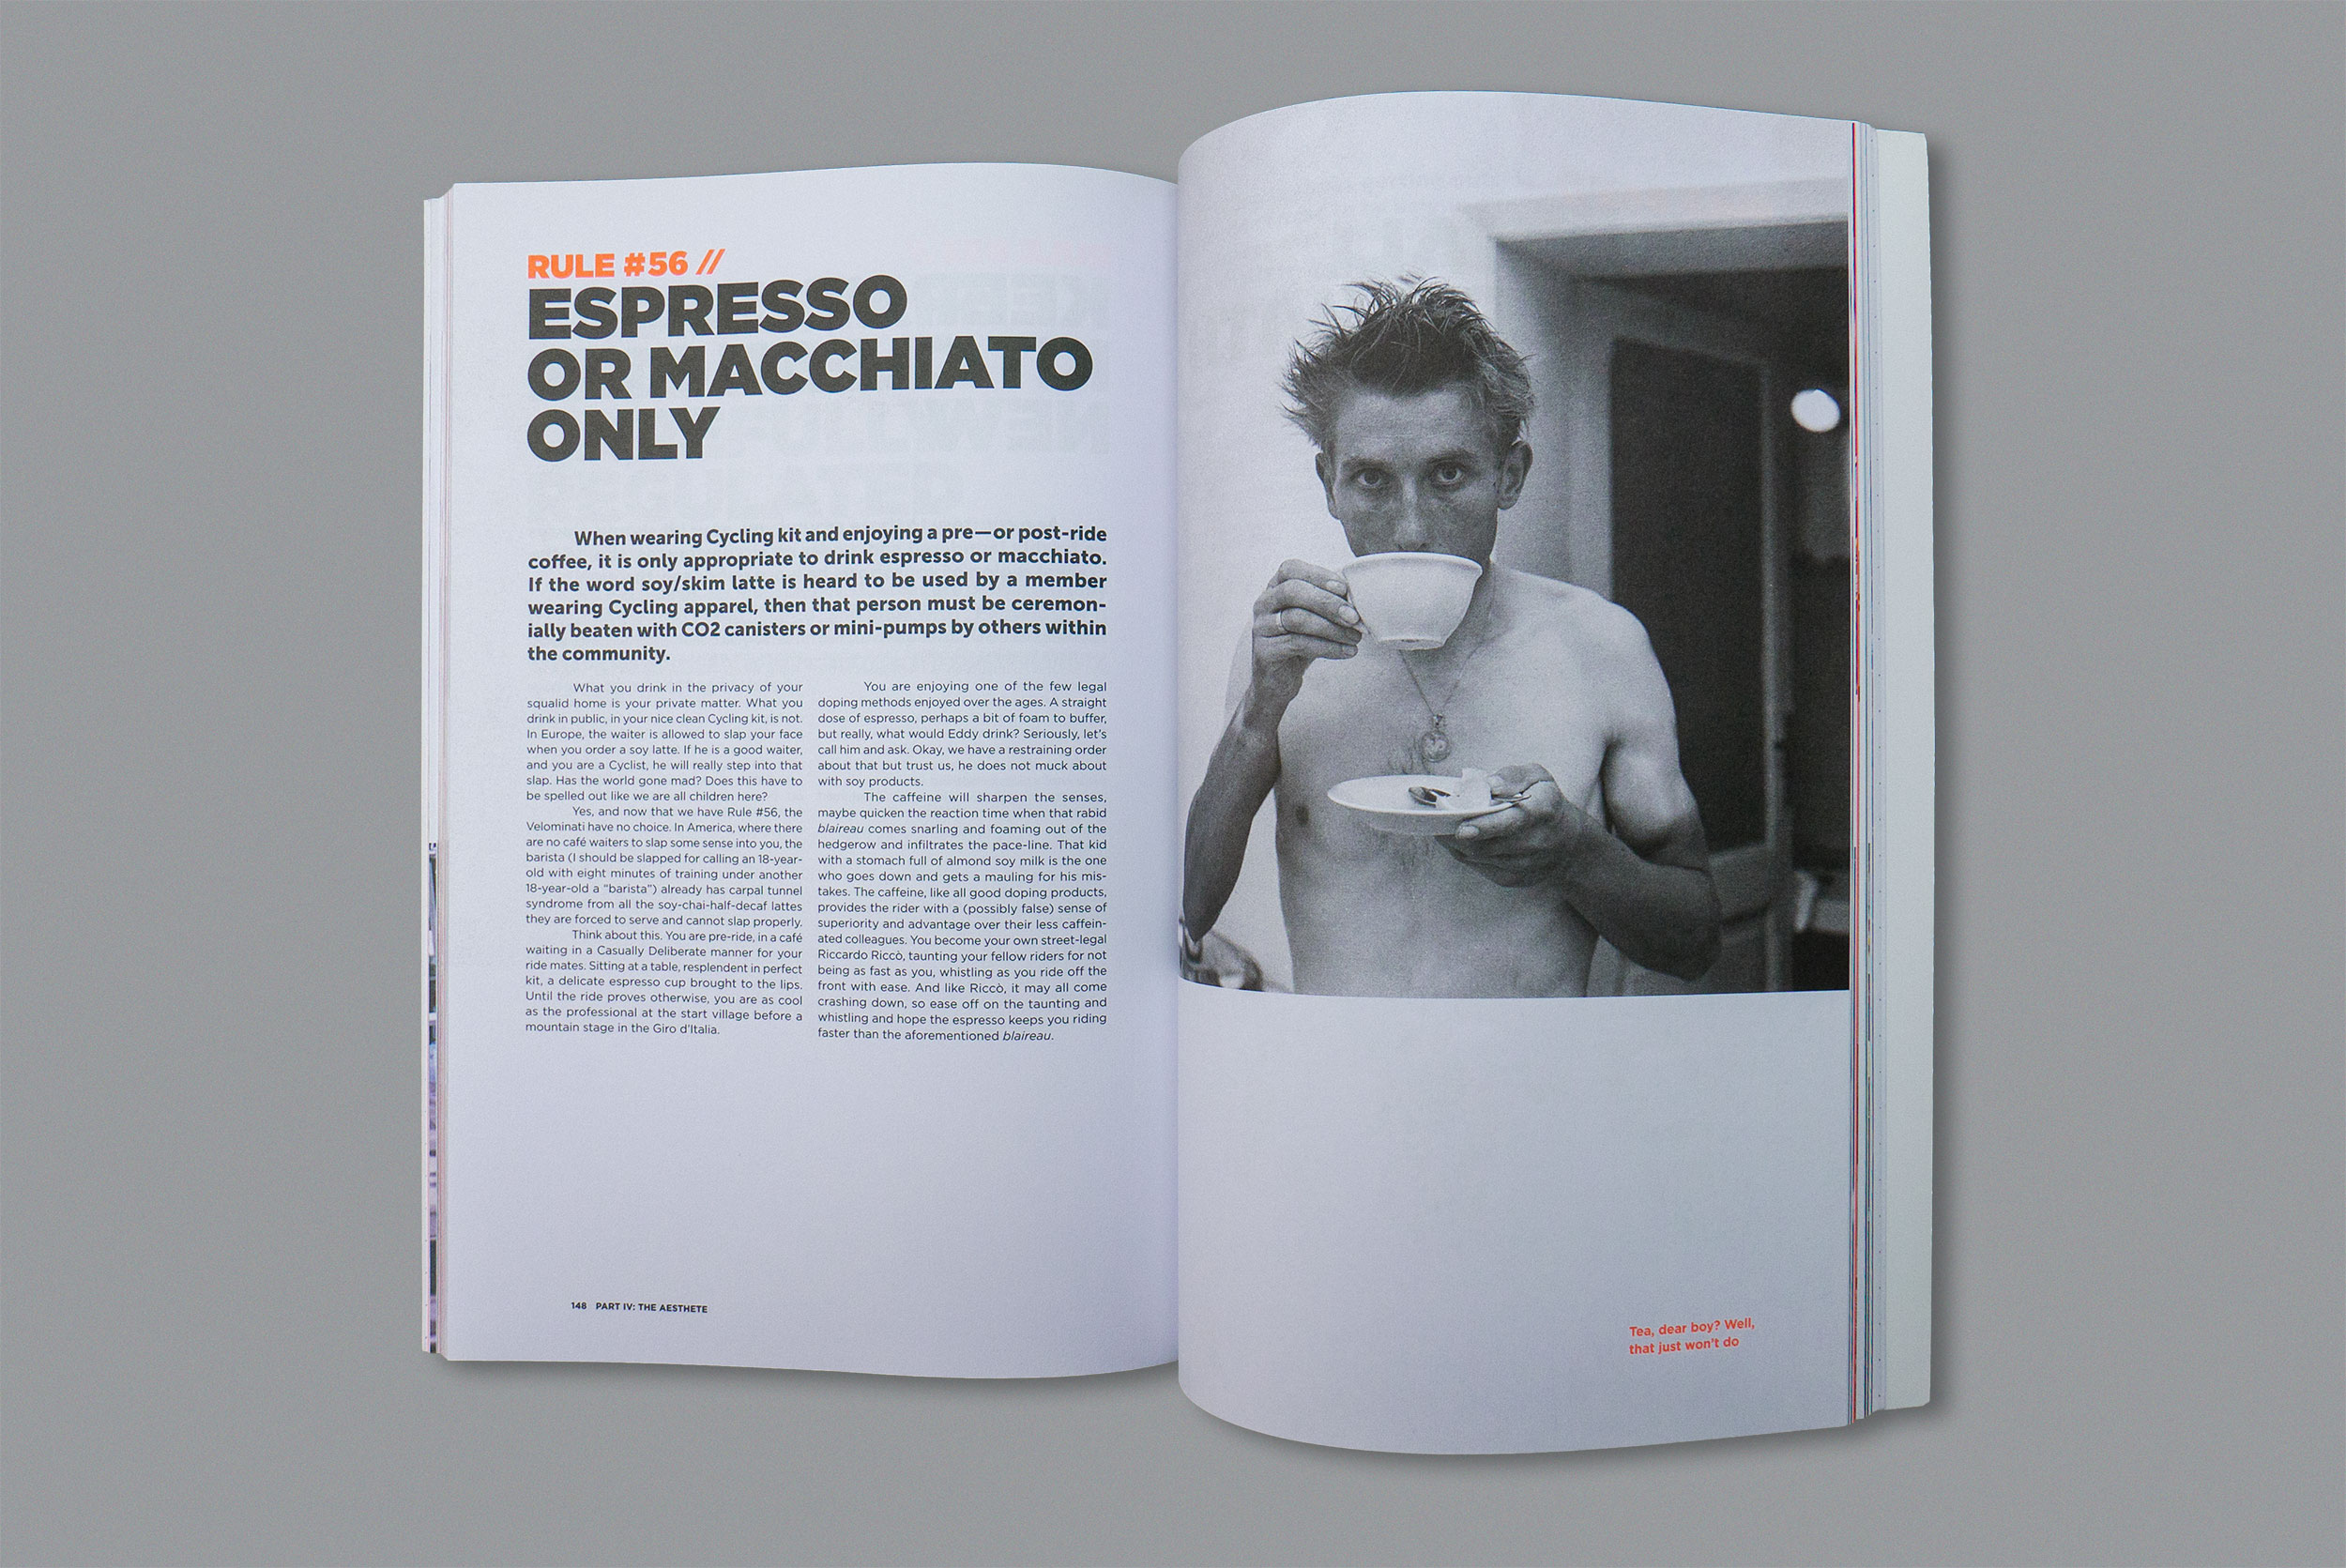 RULE #56 //
ESPRESSO
OR MACCHIATO
ONLY
When wearing Cycling kit and enjoying a pre—or post-ride
coffee, it is only appropriate to drink espresso or macchiato.
If the word soy/skim latte is heard to be used by a member
wearing Cycling apparel, then that person must be ceremon-
ially beaten with CO2 canisters or mini-pumps by others within
the community.
What you drink in the privacy of your
squalid home is your private matter. What you
drink in public, in your nice clean Cycling kit, is not.
In Europe, the waiter is allowed to slap your face
when you order a soy latte. If he is a good waiter,
and you are a Cyclist, he will really step into that
slap. Has the world gone mad? Does this have to
be spelled out like we are all children here?
Yes, and now that we have Rule #56, the
Velominati have no choice. In America, where there
are no café waiters to slap some sense into you, the
barista (I should be slapped for calling an 18-year-
old with eight minutes of training under another
18-year-old a "barista") already has carpal tunnel
syndrome from all the soy-chai-half-decaf lattes
they are forced to serve and cannot slap properly.
Think about this. You are pre-ride, in a café
waiting in a Casually Deliberate manner for your
ride mates. Sitting at a table, resplendent in perfect
kit, a delicate espresso cup brought to the lips.
Until the ride proves otherwise, you are as cool
as the professional at the start village before a
mountain stage in the Giro d'Italia.
You are enjoying one of the few legal
doping methods enjoyed over the ages. A straight
dose of espresso, perhaps a bit of foam to buffer,
but really, what would Eddy drink? Seriously, let's
call him and ask. Okay, we have a restraining order
about that but trust us, he does not muck about
with soy products.
The caffeine will sharpen the senses,
maybe quicken the reaction time when that rabid
blaireau comes snarling and foaming out of the
hedgerow and infiltrates the pace-line. That kid
with a stomach full of almond soy milk is the one
who goes down and gets a mauling for his mis-
takes. The caffeine, like all good doping products,
provides the rider with a (possibly false) sense of
superiority and advantage over their less caffein-
ated colleagues. You become your own street-legal
Riccardo Riccò, taunting your fellow riders for not
being as fast as you, whistling as you ride off the
front with ease. And like Riccò, it may all come
crashing down, so ease off on the taunting and
whistling and hope the espresso keeps you riding
faster than the aforementioned blaireau.
148 PART IV: THE AESTHETE
Tea, dear boy? Well,
that just won't do